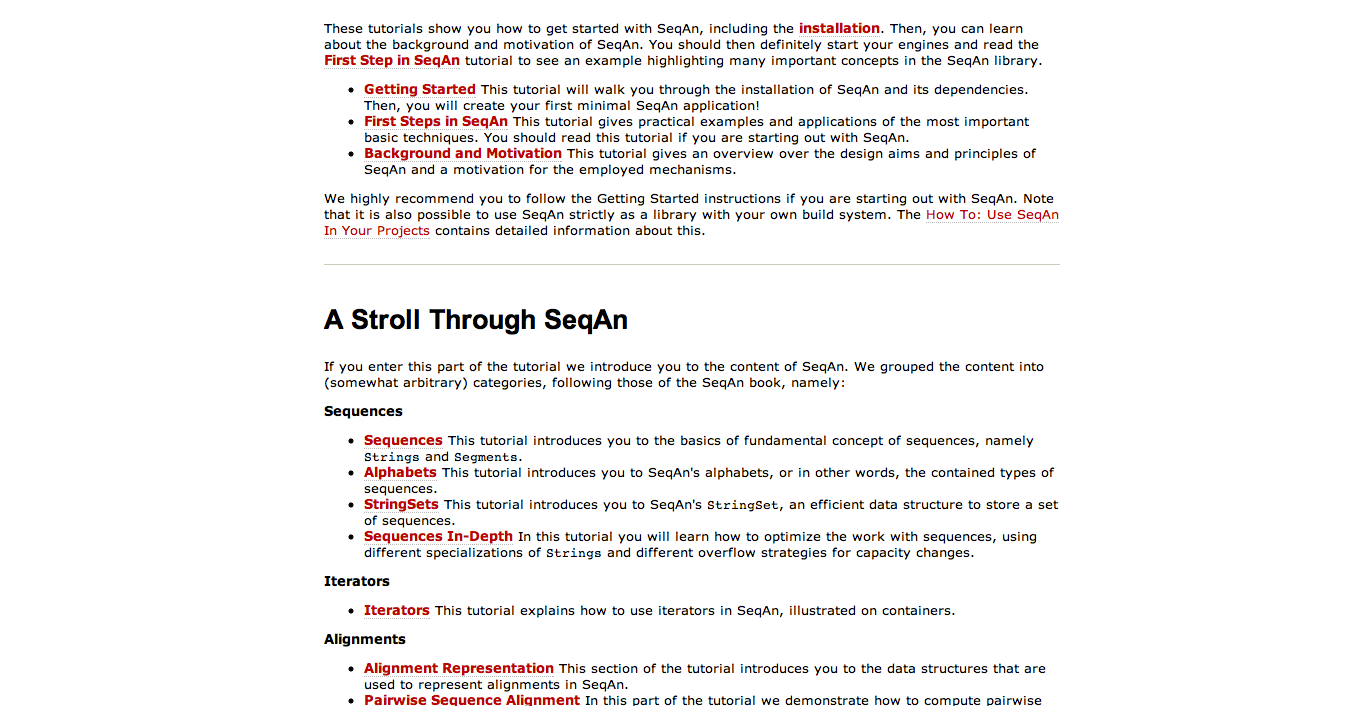 These tutorials show you how to get started with SeqAn, including the installation. Then, you can learn
about the background and motivation of SeqAn. You should then definitely start your engines and read the
First Step in SeqAn tutorial to see an example highlighting many important concepts in the SeqAn library.
• Getting Started This tutorial will walk you through the installation of SeqAn and its dependencies.
Then, you will create your first minimal SeqAn application!
• First Steps in SeqAn This tutorial gives practical examples and applications of the most important
basic techniques. You should read this tutorial if you are starting out with SeqAn.
• Background and Motivation This tutorial gives an overview over the design aims and principles of
SeqAn and a motivation for the employed mechanisms.
We highly recommend you to follow the Getting Started instructions if you are starting out with SeqAn. Note
that it is also possible to use SeqAn strictly as a library with your own build system. The How To: Use SeqAn
In Your Projects contains detailed information about this.
A Stroll Through SeqAn
If you enter this part of the tutorial we introduce you to the content of SeqAn. We grouped the content into
(somewhat arbitrary) categories, following those of the SeqAn book, namely:
Sequences
• Sequences This tutorial introduces you to the basics of fundamental concept of sequences, namely
Strings and Segments.
• Alphabets This tutorial introduces you to SeqAn's alphabets, or in other words, the contained types of
sequences.
• StringSets This tutorial introduces you to SeqAn's StringSet, an efficient data structure to store a set
of sequences.
• Sequences In-Depth In this tutorial you will learn how to optimize the work with sequences, using
different specializations of Strings and different overflow strategies for capacity changes.
Iterators
• Iterators This tutorial explains how to use iterators in SeqAn, illustrated on containers.
Alignments
• Alignment Representation This section of the tutorial introduces you to the data structures that are
used to represent alignments in SeqAn.
• Pairwise Sequence Alignment In this part of the tutorial we demonstrate how to compute pairwise